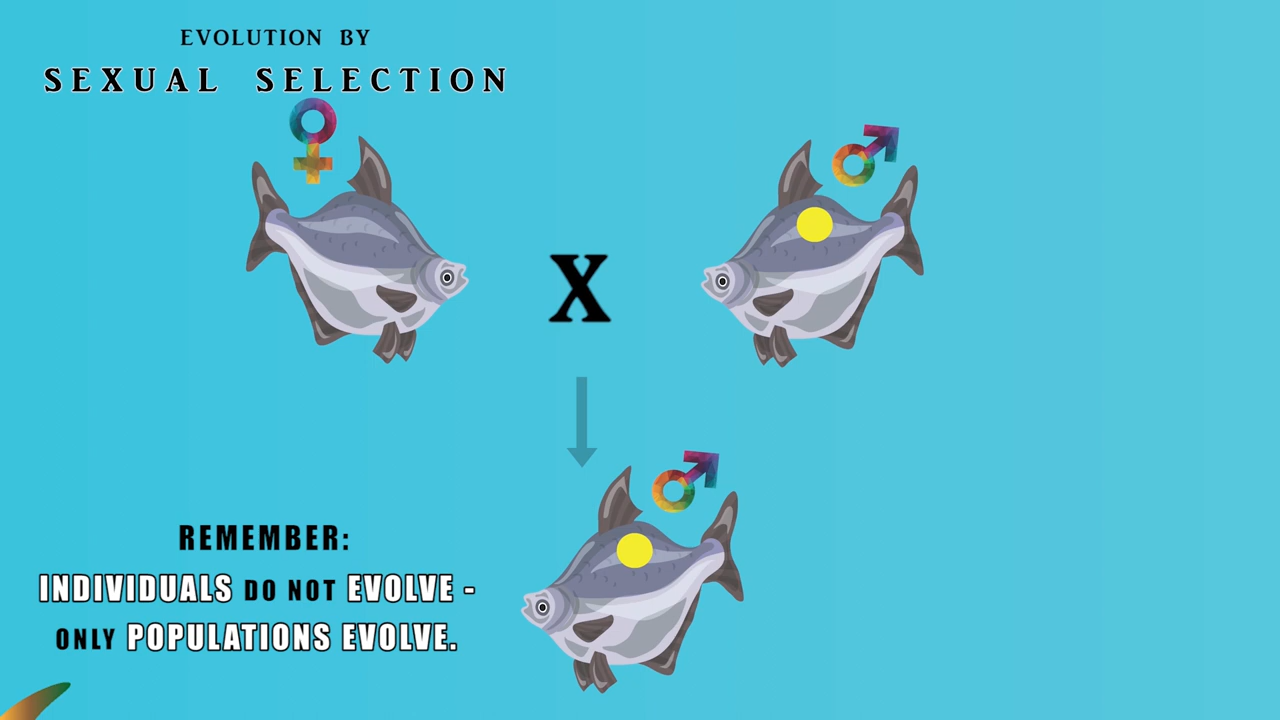 EVOLUTION BY
SEXUAL SELECTION
X
REMEMBER:
INDIVIDUALS DO NOT EVOLVE -
ONLY POPULATIONS EVOLVE.